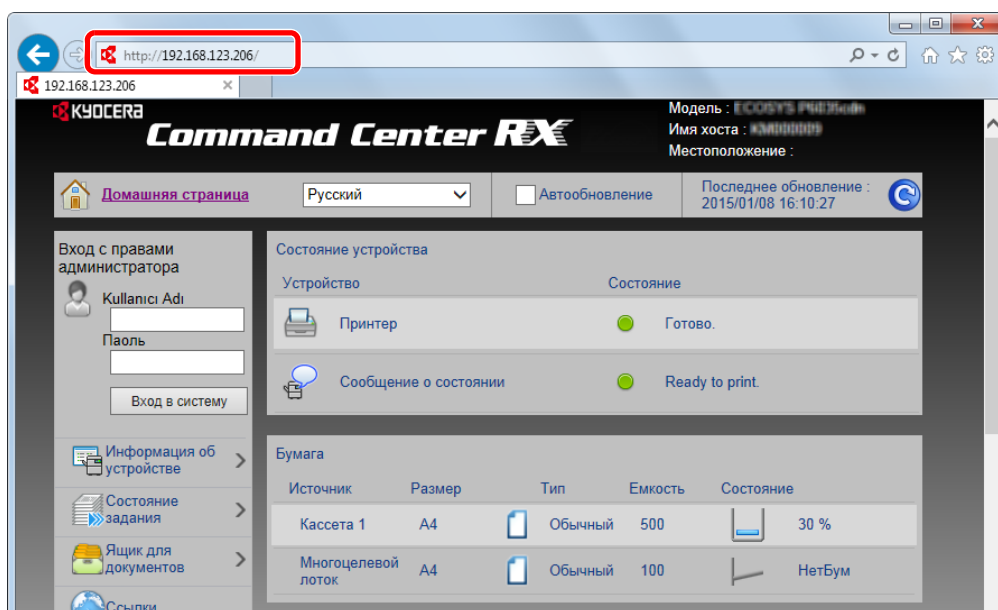 http://192.168.123.206/
192.168.123.206
KYOCERA
Command Center RX
Модель :
Имя хоста :
Местоположение :
Домашняя страница
Русский
Автообновление
Последнее обновление :
2015/01/08 16:10:27
Вход с правами
администратора
Kullanıcı Adı
Паоль
Вход в систему
Информация об
устройстве
Состояние
задания
Ящик для
документов
Ссылки
Состояние устройства
Устройство Состояние
Принтер Готово.
Сообщение о состоянии Ready to print.
Бумага
Источник Размер Тип Емкость Состояние
Кассета 1 A4 Обычный 500 30 %
Многоцелевой
лоток A4 Обычный 100 НетБум